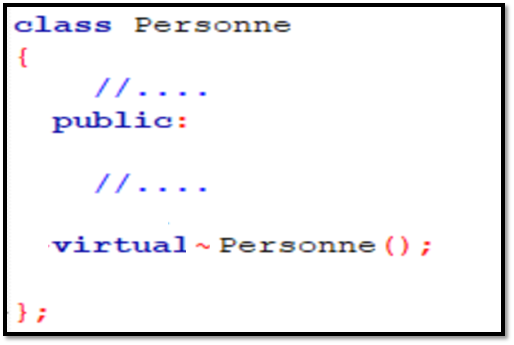 class Personne
{
//....
public:
//....
virtual ~ Personne();
};